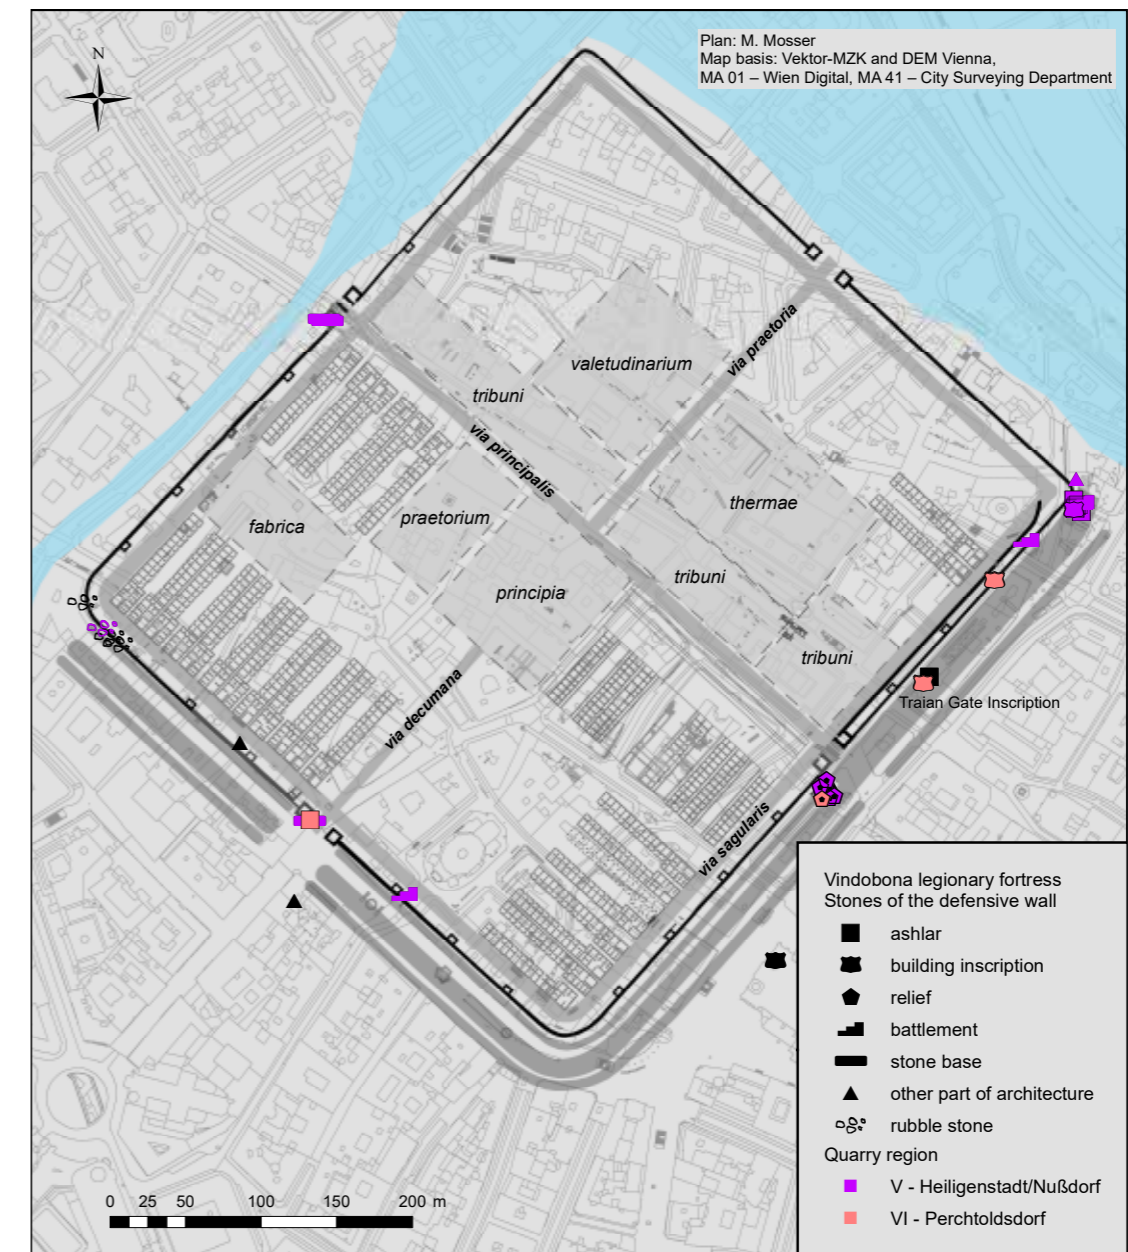 Plan: M. Mosser
Map basis: Vektor-MZK and DEM Vienna,
MA 01 – Wien Digital, MA 41 – City Surveying Department
N
valetudinarium
via praetoria
tribuni
via principalis
thermae
fabrica
praetorium
tribuni
principia
tribuni
via decumana
Traian Gate Inscription
via sagularis
Vindobona legionary fortress
Stones of the defensive wall
ashlar
building inscription
relief
battlement
stone base
other part of architecture
rubble stone
Quarry region
V - Heiligenstadt/Nußdorf
VI - Perchtoldsdorf
0 25 50 100 150 200 m